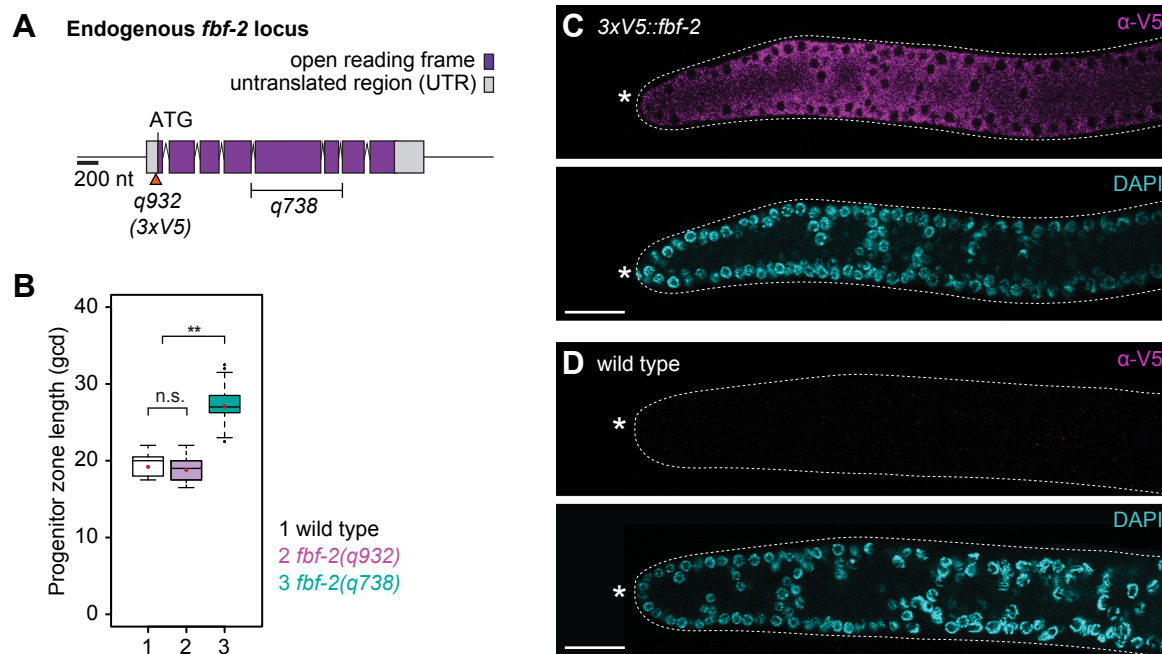 A Endogenous fbf-2 locus
open reading frame
untranslated region (UTR)
ATG
200 nt
q932
(3xV5)
q738
B
Progenitor zone length (gcd)
40
30
20
10
0
**
n.s.
1 2 3
1 wild type
2 fbf-2(q932)
3 fbf-2(q738)
C 3xV5::fbf-2 α-V5
*
DAPI
*
D wild type α-V5
*
DAPI
*